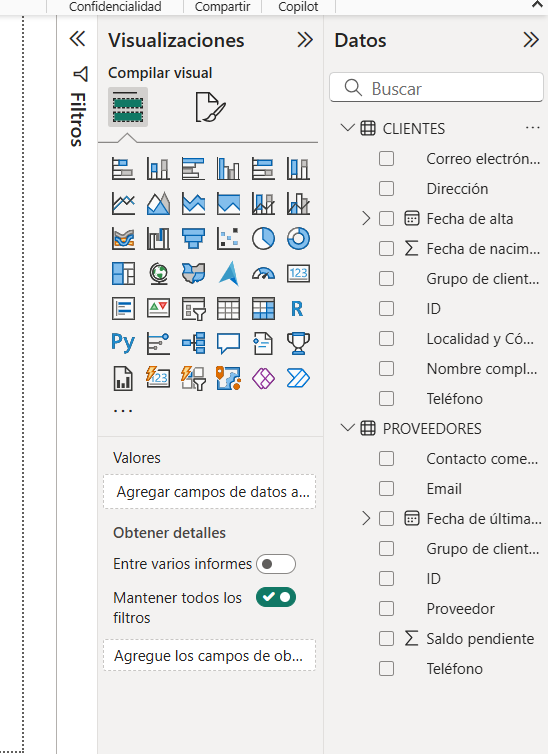 Confidencialidad
Compartir
Copilot
Filtros
Visualizaciones
Compilar visual
123
R
Py
123
...
Valores
Agregar campos de datos a...
Obtener detalles
Entre varios informes
Mantener todos los
filtros
Agregue los campos de ob...
Datos
Buscar
CLIENTES
...
Correo electrón...
Dirección
Fecha de alta
Fecha de nacim...
Grupo de client...
ID
Localidad y Có...
Nombre compl...
Teléfono
PROVEEDORES
Contacto come...
Email
Fecha de última...
Grupo de client...
ID
Proveedor
Saldo pendiente
Teléfono